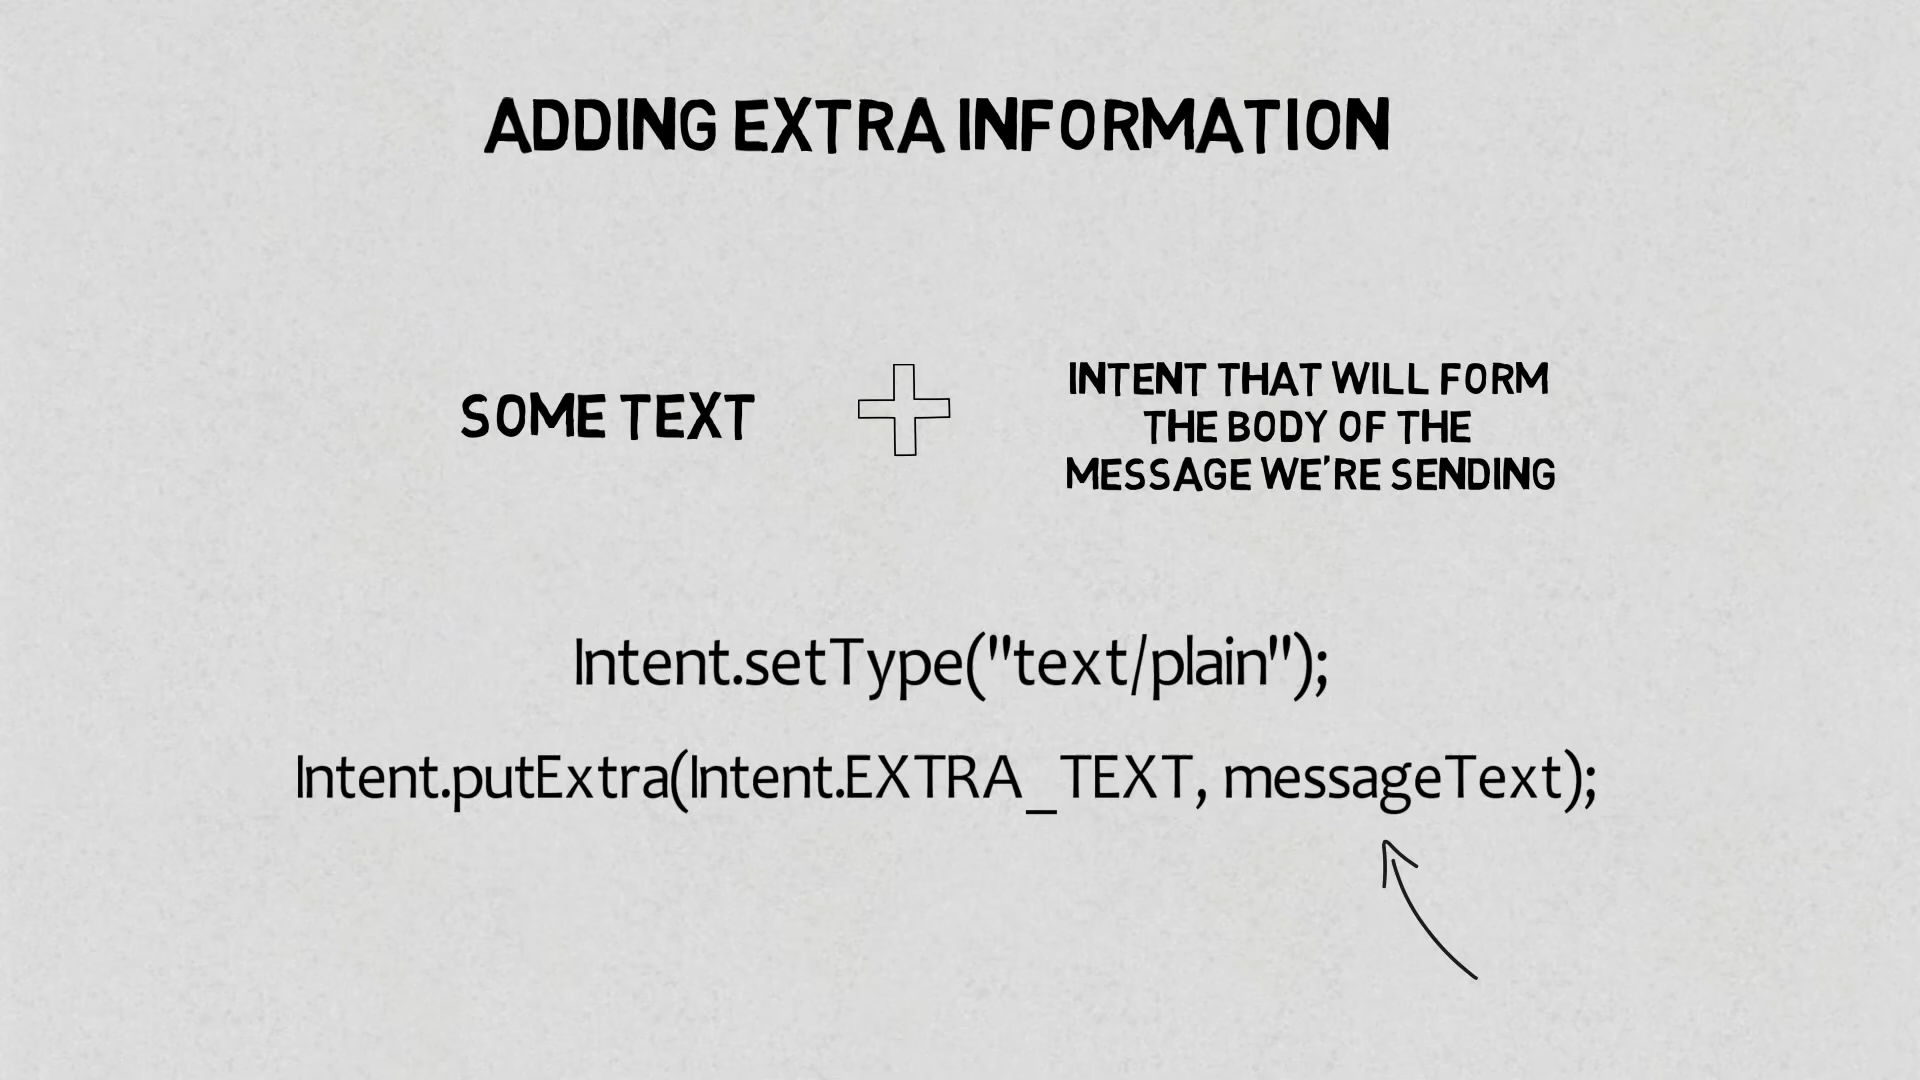 ADDING EXTRA INFORMATION
SOME TEXT
INTENT THAT WILL FORM
THE BODY OF THE
MESSAGE WE'RE SENDING
Intent.setType("text/plain");
Intent.putExtra(Intent.EXTRA_TEXT, messageText);